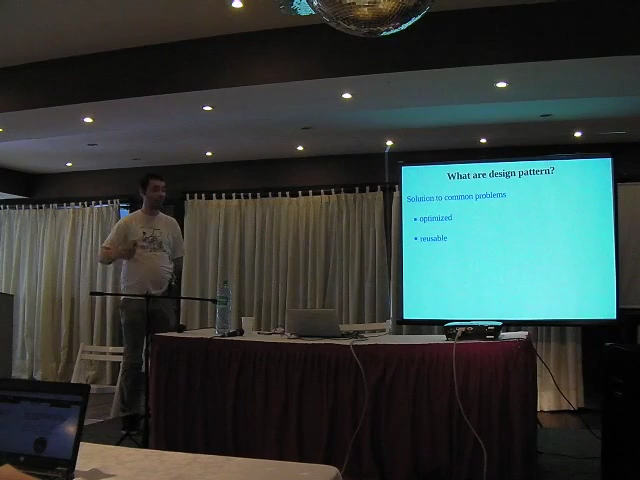 What are design pattern?
Solution to common problems
optimized
reusable